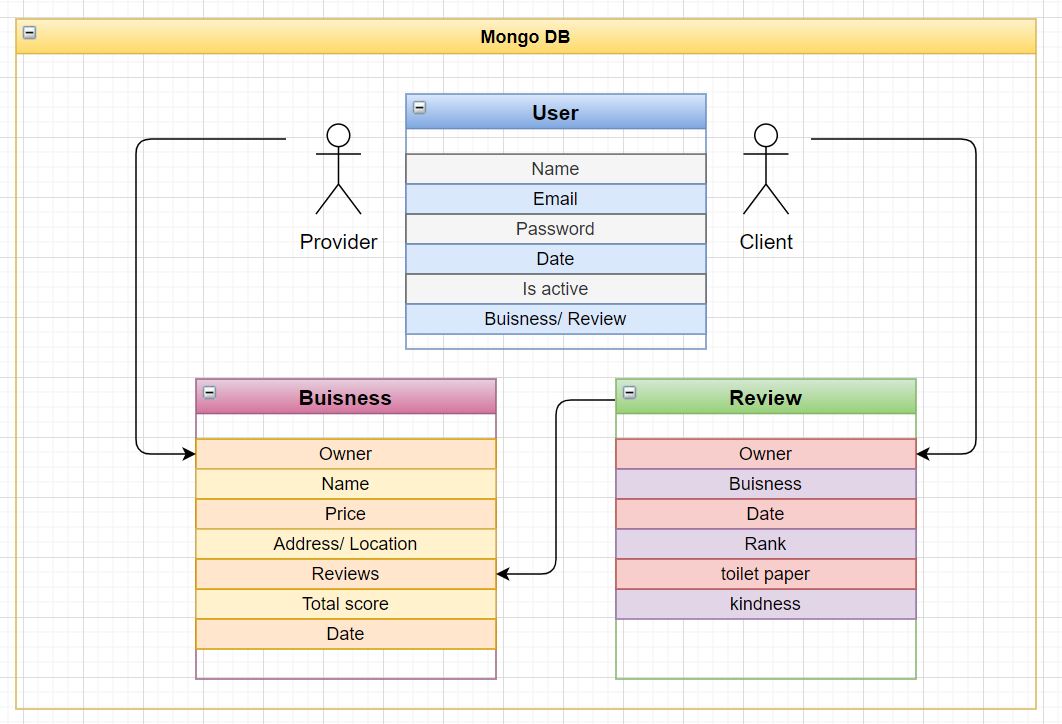 Mongo DB
User
Name
Email
Password
Date
Is active
Buisness/ Review
Provider
Client
Buisness
Owner
Name
Price
Address/ Location
Reviews
Total score
Date
Review
Owner
Buisness
Date
Rank
toilet paper
kindness